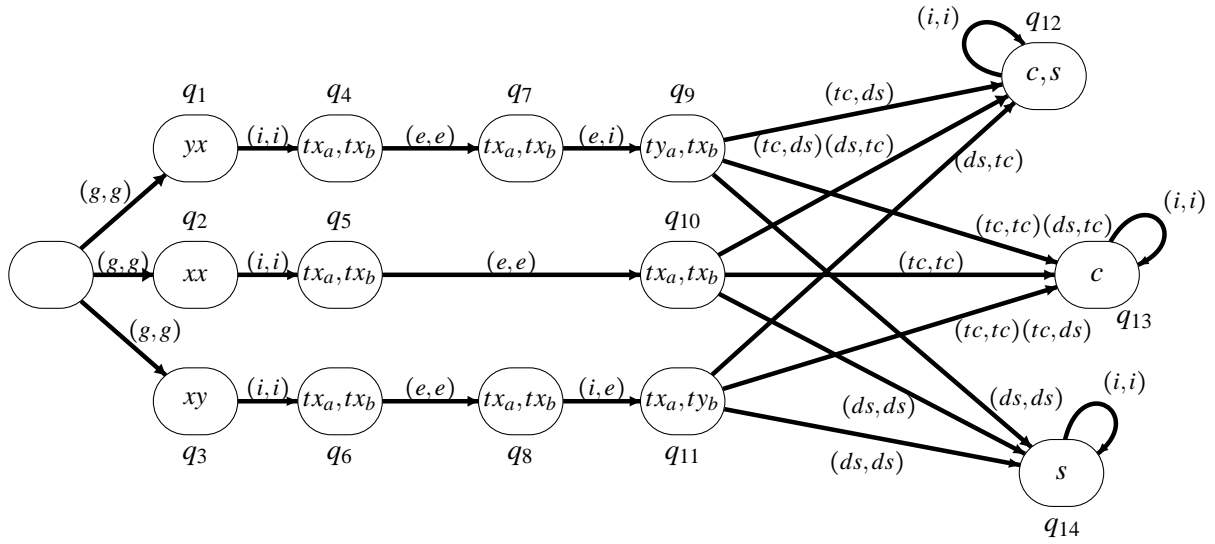 (i,i)
q12
c,s
q1
q4
q7
q9
(tc,ds)
yx
(i,i)
txa,txb
(e,e)
txa,txb
(e,i)
tya,txb
(tc,ds)(ds,tc)
(ds,tc)
(g,g)
q2
q5
q10
(tc,tc)(ds,tc)
(i,i)
(g,g)
xx
(i,i)
txa,txb
(e,e)
txa,txb
(tc,tc)
c
q13
(g,g)
(tc,tc)(tc,ds)
xy
(i,i)
txa,txb
(e,e)
txa,txb
(i,e)
txa,tyb
(ds,ds)
(ds,ds)
(i,i)
q3
q6
q8
q11
(ds,ds)
s
q14